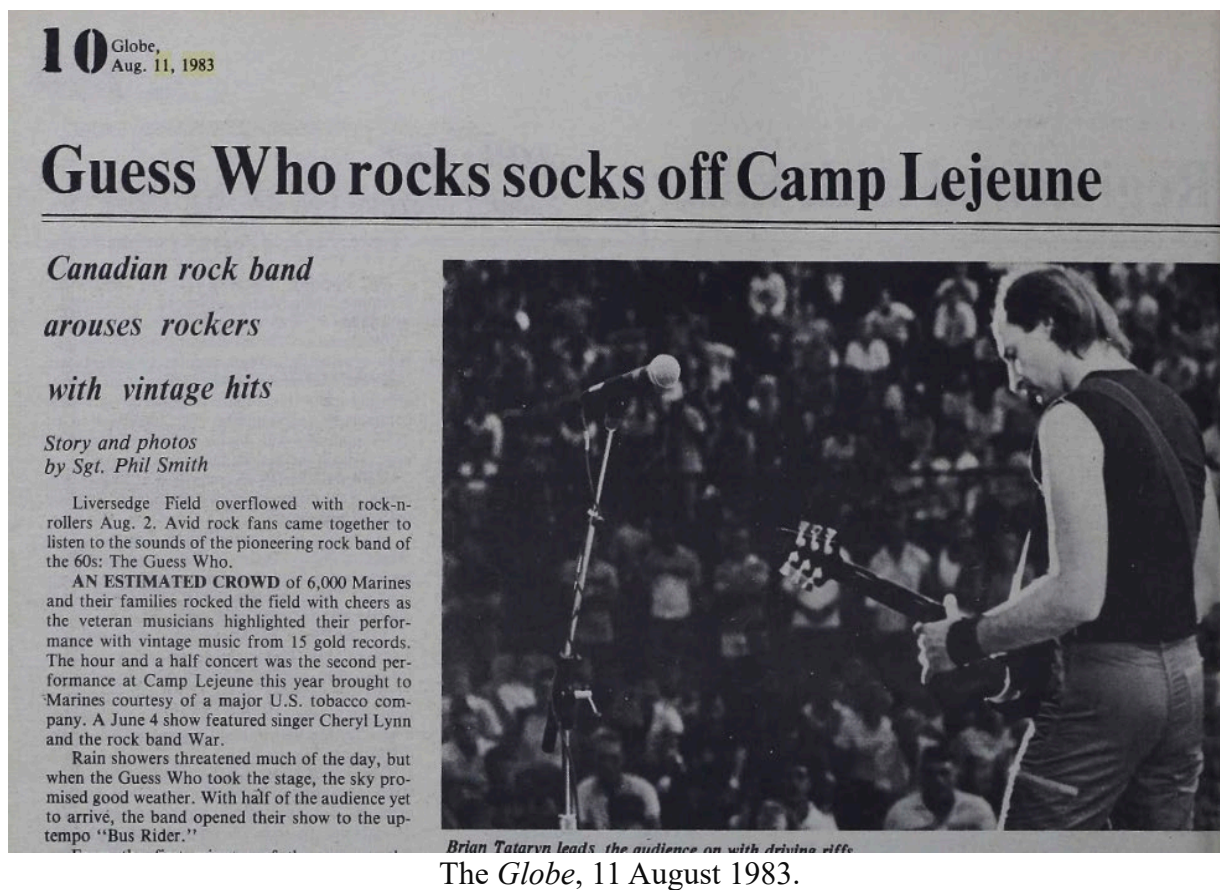 10 Globe,
Aug. 11, 1983
Guess Who rocks socks off Camp Lejeune
Canadian rock band
arouses rockers
with vintage hits
Story and photos
by Sgt. Phil Smith
Liversedge Field overflowed with rock-n-
rollers Aug. 2. Avid rock fans came together to
listen to the sounds of the pioneering rock band of
the 60s: The Guess Who.
AN ESTIMATED CROWD of 6,000 Marines
and their families rocked the field with cheers as
the veteran musicians highlighted their perfor-
mance with vintage music from 15 gold records.
The hour and a half concert was the second per-
formance at Camp Lejeune this year brought to
Marines courtesy of a major U.S. tobacco com-
pany. A June 4 show featured singer Cheryl Lynn
and the rock band War.
Rain showers threatened much of the day, but
when the Guess Who took the stage, the sky pro-
mised good weather. With half of the audience yet
to arrive, the band opened their show to the up-
tempo “Bus Rider.”
Brian Tataryn leads the audience on with driving riffs
The Globe, 11 August 1983.